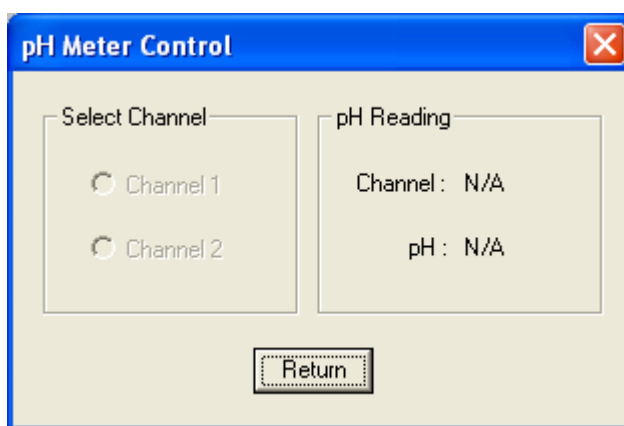 pH Meter Control
Select Channel
Channel 1
Channel 2
pH Reading
Channel : N/A
pH : N/A
Return